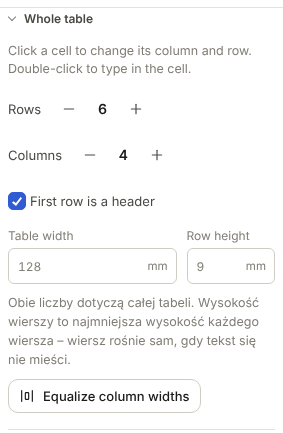 Whole table
Click a cell to change its column and row.
Double-click to type in the cell.
Rows — 6 +
Columns — 4 +
First row is a header
Table width Row height
128 mm 9 mm
Obie liczby dotyczą całej tabeli. Wysokość
wierszy to najmniejsza wysokość każdego
wiersza – wiersz rośnie sam, gdy tekst się
nie mieści.
Equalize column widths